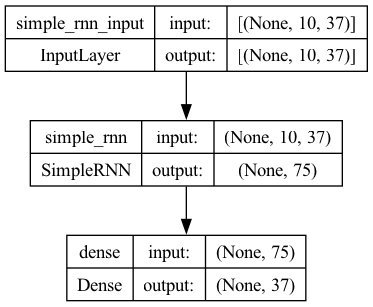 simple_rnn_input input: [(None, 10, 37)]
InputLayer output: [(None, 10, 37)]
simple_rnn input: (None, 10, 37)
SimpleRNN output: (None, 75)
dense input: (None, 75)
Dense output: (None, 37)